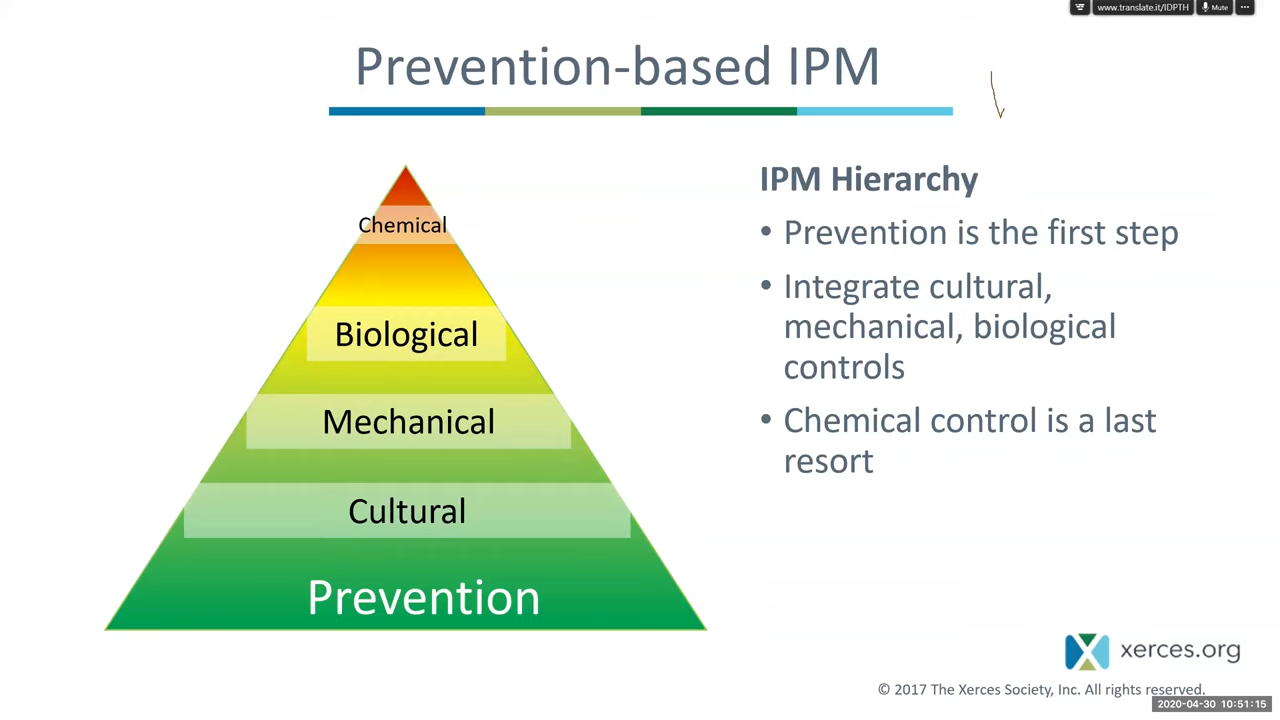 www.translate.it/IDPTH
Mute
Prevention-based IPM
Chemical
Biological
Mechanical
Cultural
Prevention
IPM Hierarchy
• Prevention is the first step
• Integrate cultural,
mechanical, biological
controls
• Chemical control is a last
resort
xerces.org
© 2017 The Xerces Society, Inc. All rights reserved.
2020-04-30 10:51:15